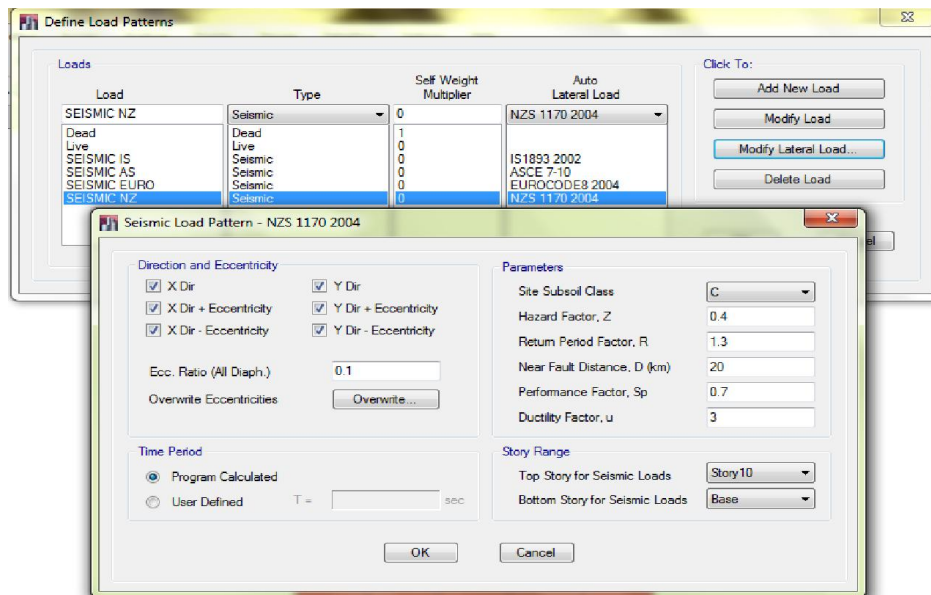 Define Load Patterns
Loads
Load Type Self Weight Multiplier Auto Lateral Load
SEISMIC NZ Seismic 0 NZS 1170 2004
Dead Dead 1
Live Live 0
SEISMIC IS Seismic 0 IS1893 2002
SEISMIC AS Seismic 0 ASCE 7-10
SEISMIC EURO Seismic 0 EUROCODE8 2004
SEISMIC NZ Seismic 0 NZS 1170 2004
Click To:
Add New Load
Modify Load
Modify Lateral Load...
Delete Load
Seismic Load Pattern - NZS 1170 2004
Direction and Eccentricity
X Dir Y Dir
X Dir + Eccentricity Y Dir + Eccentricity
X Dir - Eccentricity Y Dir - Eccentricity
Ecc. Ratio (All Diaph.) 0.1
Overwrite Eccentricities Overwrite...
Parameters
Site Subsoil Class C
Hazard Factor, Z 0.4
Return Period Factor, R 1.3
Near Fault Distance, D (km) 20
Performance Factor, Sp 0.7
Ductility Factor, u 3
Time Period
Program Calculated
User Defined T = sec
Story Range
Top Story for Seismic Loads Story10
Bottom Story for Seismic Loads Base
OK Cancel